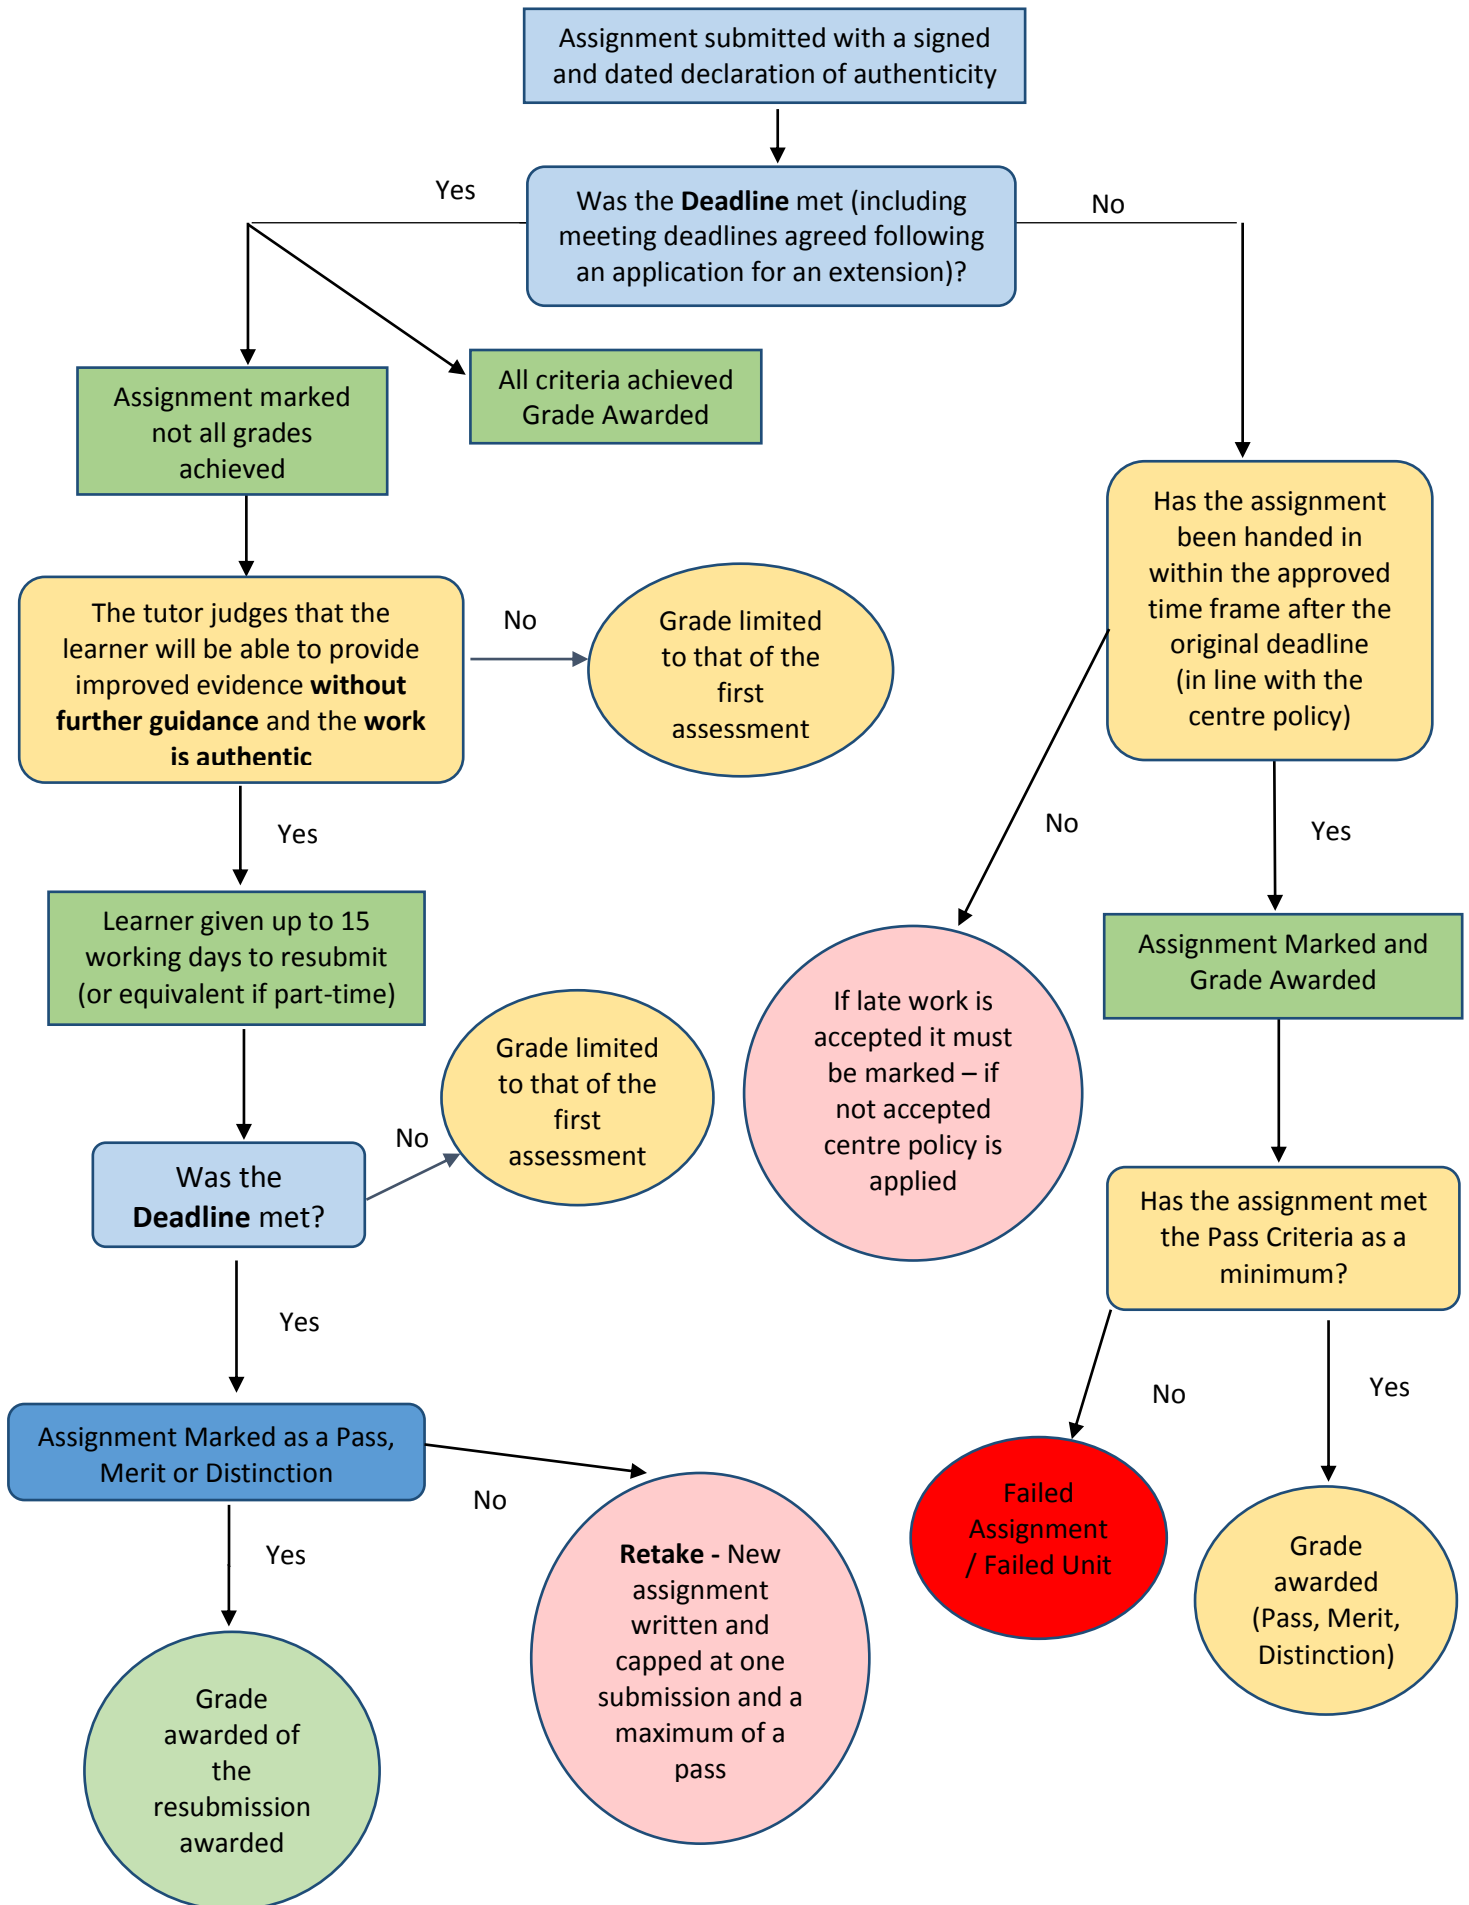 Assignment submitted with a signed
and dated declaration of authenticity
Yes
Was the Deadline met (including
meeting deadlines agreed following
an application for an extension)?
No
Assignment marked
not all grades
achieved
All criteria achieved
Grade Awarded
Has the assignment
been handed in
within the approved
time frame after the
original deadline
(in line with the
centre policy)
The tutor judges that the
learner will be able to provide
improved evidence without
further guidance and the work
is authentic
No
Grade limited
to that of the
first
assessment
Yes
No
Yes
Learner given up to 15
working days to resubmit
(or equivalent if part-time)
Grade limited
to that of the
first
assessment
If late work is
accepted it must
be marked – if
not accepted
centre policy is
applied
Assignment Marked and
Grade Awarded
No
Was the
Deadline met?
Has the assignment met
the Pass Criteria as a
minimum?
Yes
No
Yes
Assignment Marked as a Pass,
Merit or Distinction
No
Yes
Retake - New
assignment
written and
capped at one
submission and a
maximum of a
pass
Failed
Assignment
/ Failed Unit
Grade
awarded
(Pass, Merit,
Distinction)
Grade
awarded of
the
resubmission
awarded